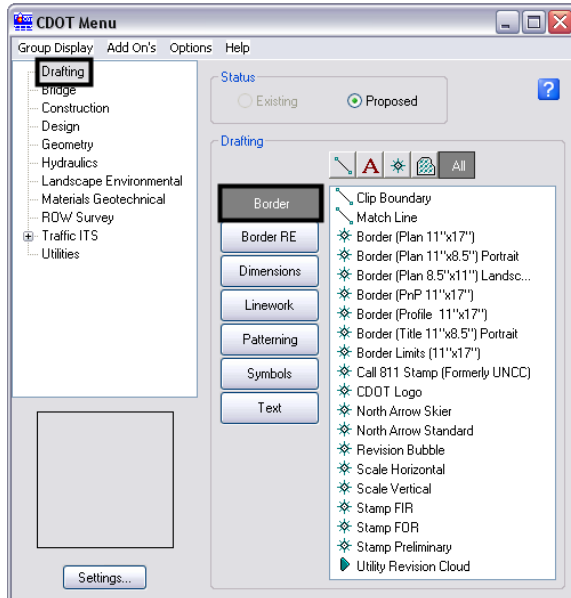 CDOT Menu
Group Display Add On's Options Help
Drafting
Bridge
Construction
Design
Geometry
Hydraulics
Landscape Environmental
Materials Geotechnical
ROW Survey
Traffic ITS
Utilities
Status
Existing
Proposed
?
Drafting
A
All
Border
Border RE
Dimensions
Linework
Patterning
Symbols
Text
Clip Boundary
Match Line
Border (Plan 11"x17")
Border (Plan 11"x8.5") Portrait
Border (Plan 8.5"x11") Landsc...
Border (PnP 11"x17")
Border (Profile 11"x17")
Border (Title 11"x8.5") Portrait
Border Limits (11"x17")
Call 811 Stamp (Formerly UNCC)
CDOT Logo
North Arrow Skier
North Arrow Standard
Revision Bubble
Scale Horizontal
Scale Vertical
Stamp FIR
Stamp FOR
Stamp Preliminary
Utility Revision Cloud
Settings...